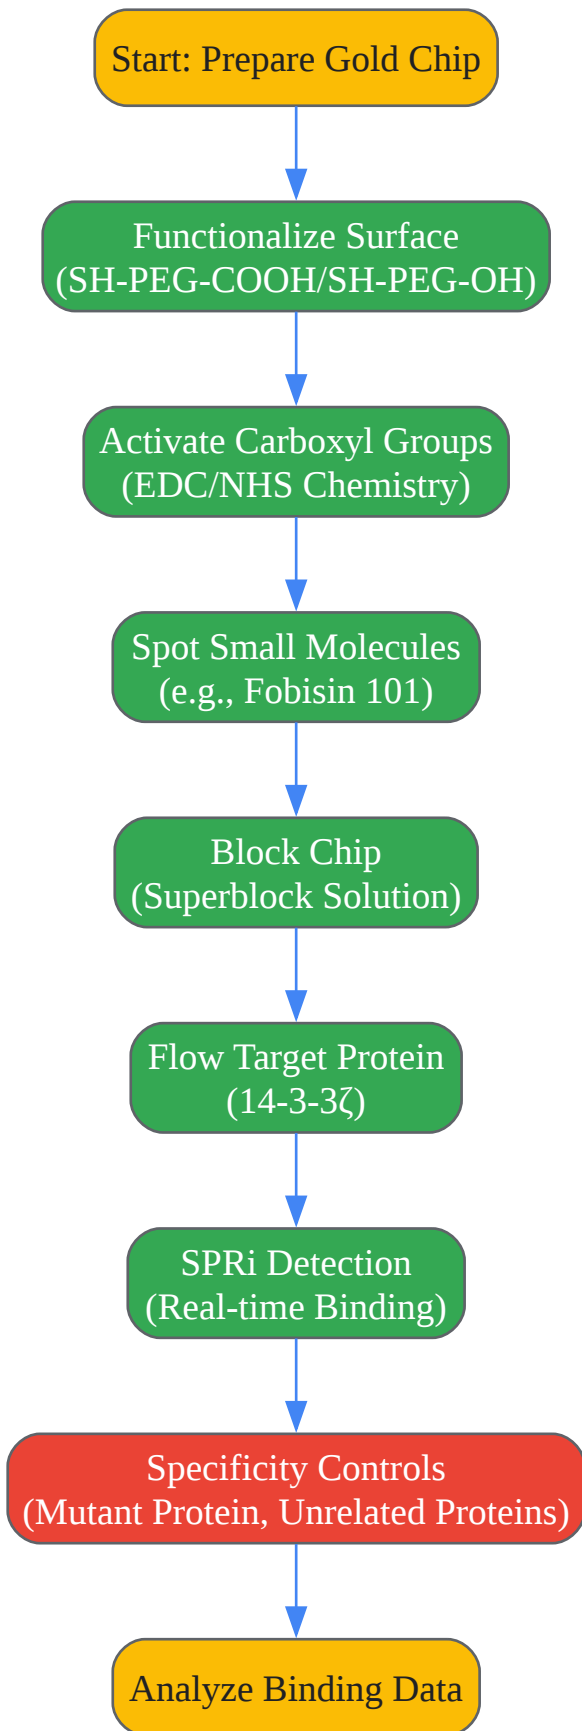 Start: Prepare Gold Chip
Functionalize Surface
(SH-PEG-COOH/SH-PEG-OH)
Activate Carboxyl Groups
(EDC/NHS Chemistry)
Spot Small Molecules
(e.g., Fobisin 101)
Block Chip
(Superblock Solution)
Flow Target Protein
(14-3-3ζ)
SPRi Detection
(Real-time Binding)
Specificity Controls
(Mutant Protein, Unrelated Proteins)
Analyze Binding Data